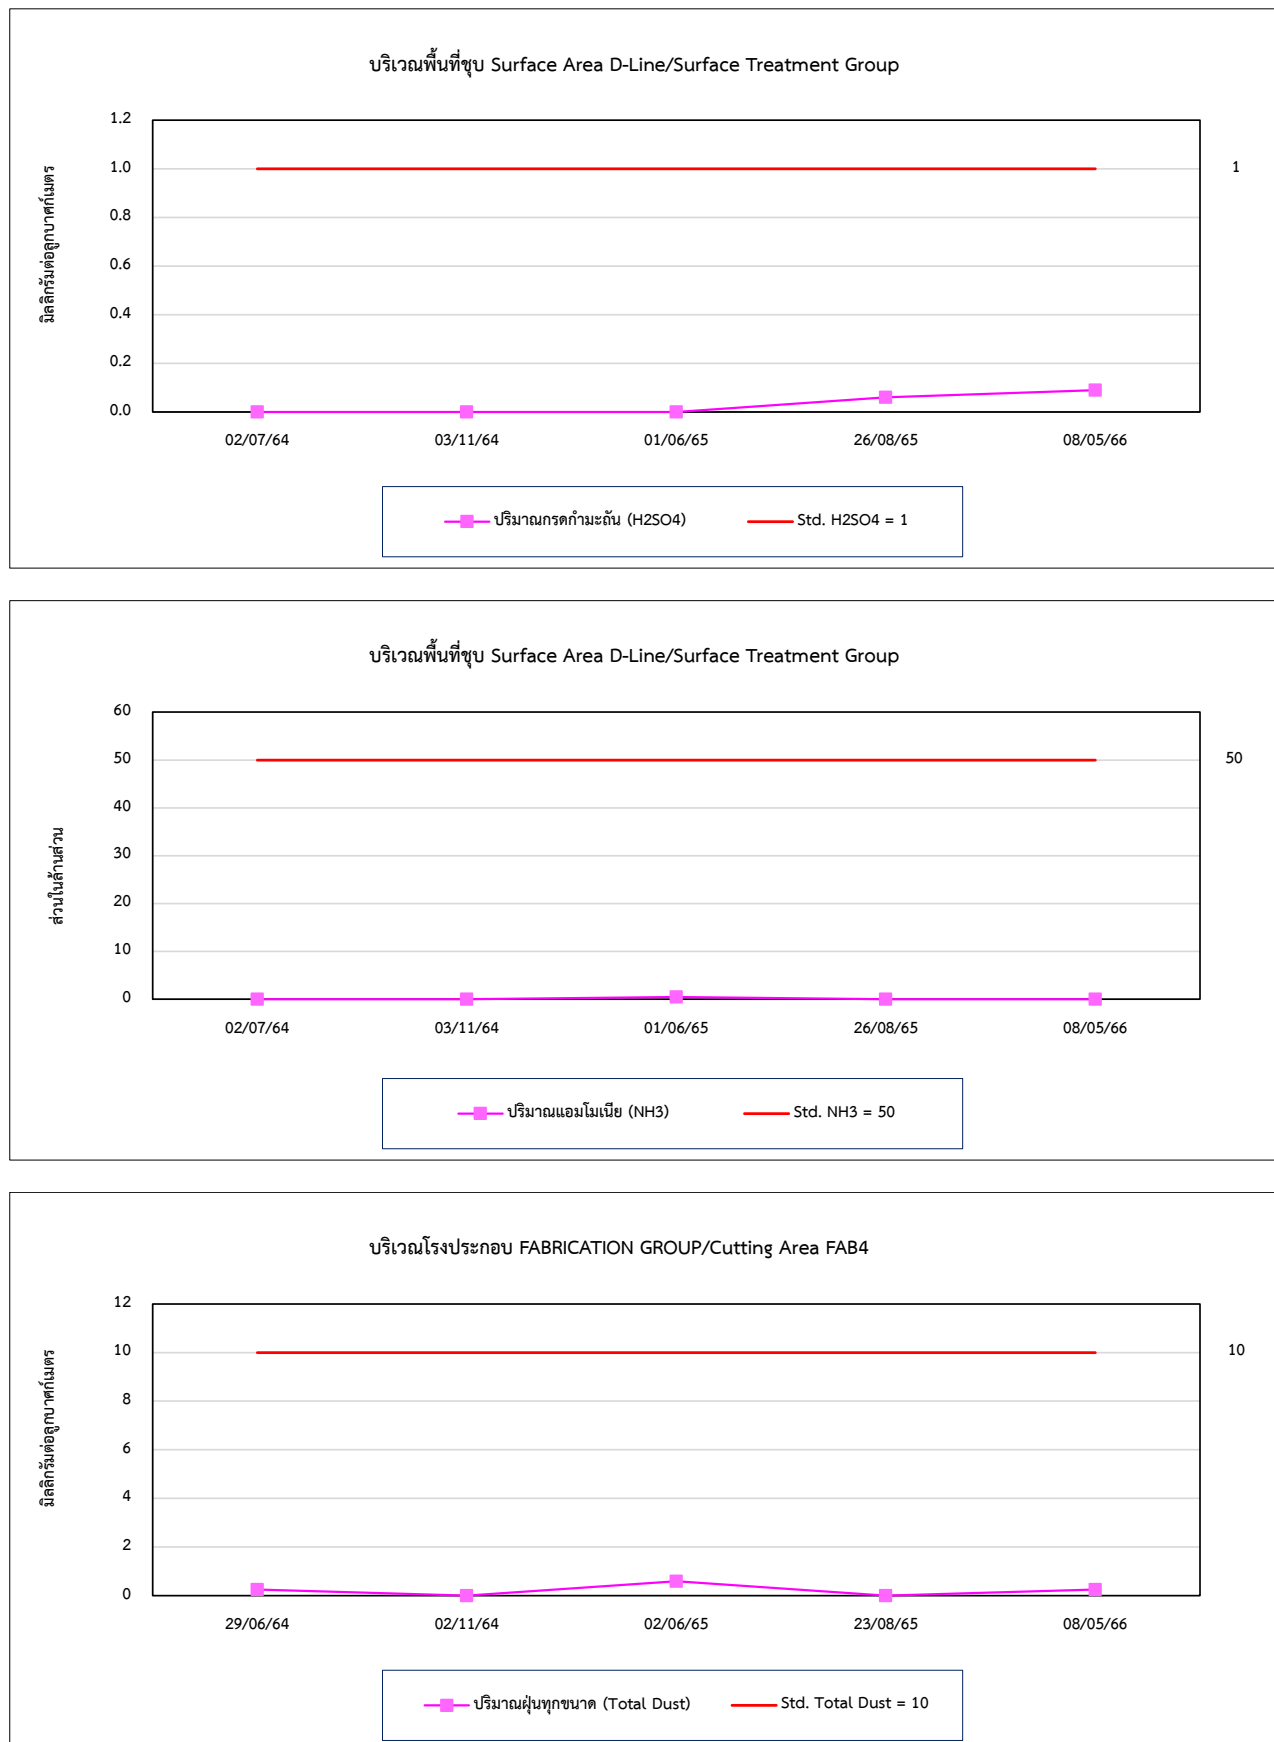 บริเวณพื้นที่ชุบ Surface Area D-Line/Surface Treatment Group
มิลลิกรัมต่อลูกบาศก์เมตร
1.2
1.0
1
0.8
0.6
0.4
0.2
0.0
02/07/64 03/11/64 01/06/65 26/08/65 08/05/66
ปริมาณกรดกำมะถัน (H2SO4) Std. H2SO4 = 1
บริเวณพื้นที่ชุบ Surface Area D-Line/Surface Treatment Group
ส่วนในล้านส่วน
60
50
50
40
30
20
10
0
02/07/64 03/11/64 01/06/65 26/08/65 08/05/66
ปริมาณแอมโมเนีย (NH3) Std. NH3 = 50
บริเวณโรงประกอบ FABRICATION GROUP/Cutting Area FAB4
มิลลิกรัมต่อลูกบาศก์เมตร
12
10
10
8
6
4
2
0
29/06/64 02/11/64 02/06/65 23/08/65 08/05/66
ปริมาณฝุ่นทุกขนาด (Total Dust) Std. Total Dust = 10